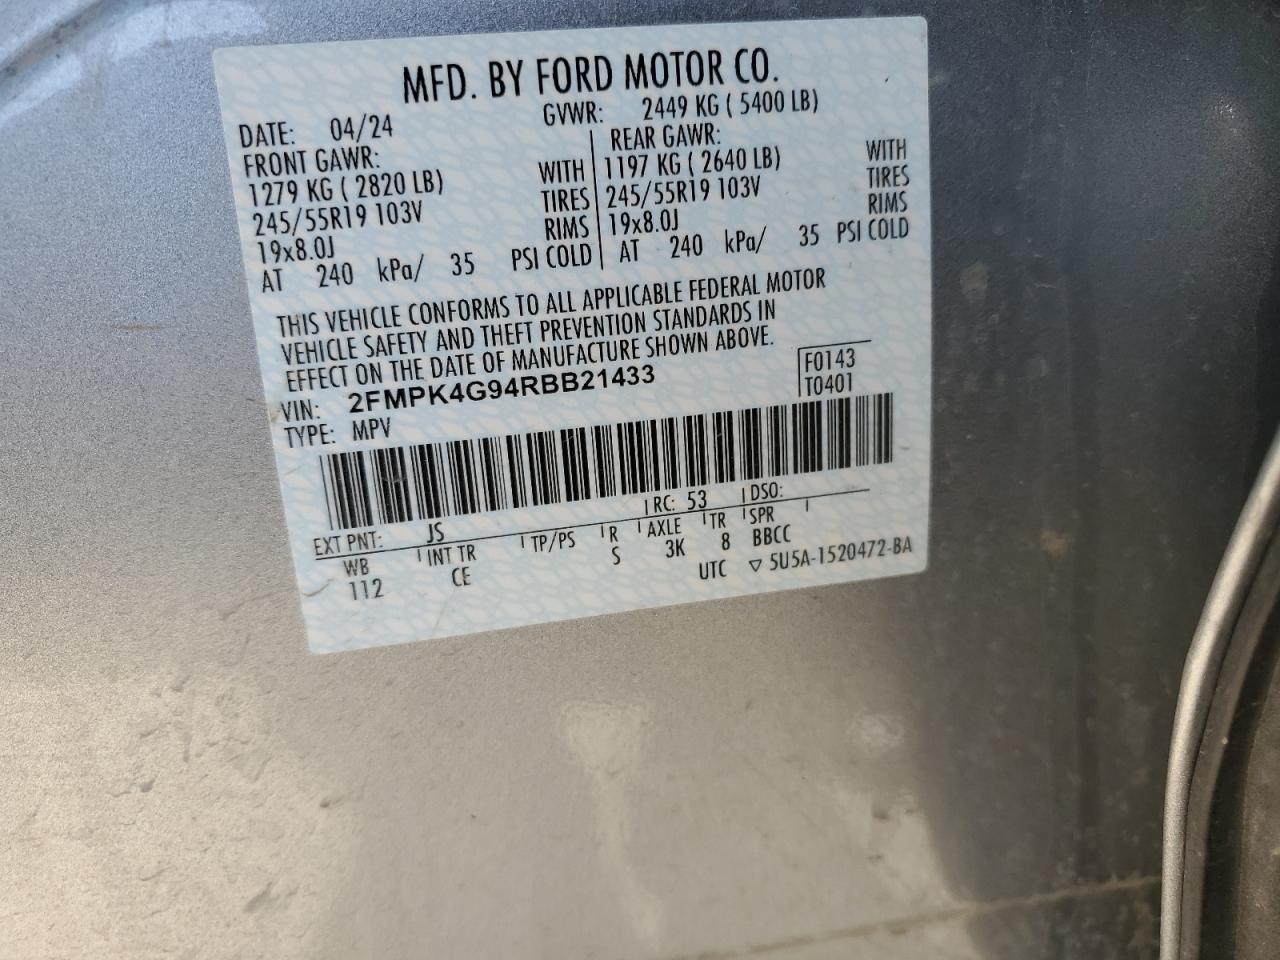 MFD. BY FORD MOTOR CO.
DATE: 04/24 GVWR: 2449 KG ( 5400 LB)
FRONT GAWR: REAR GAWR:
1279 KG ( 2820 LB) WITH 1197 KG ( 2640 LB) WITH
245/55R19 103V TIRES 245/55R19 103V TIRES
19x8.0J RIMS 19x8.0J RIMS
AT 240 kPa/ 35 PSI COLD AT 240 kPa/ 35 PSI COLD
THIS VEHICLE CONFORMS TO ALL APPLICABLE FEDERAL MOTOR
VEHICLE SAFETY AND THEFT PREVENTION STANDARDS IN
EFFECT ON THE DATE OF MANUFACTURE SHOWN ABOVE.
VIN: 2FMPK4G94RBB21433 F0143
TYPE: MPV T0401
EXT PNT: JS RC: 53 DSO:
WB INT TR TP/PS R AXLE TR SPR
112 CE S 3K 8 BBCC
UTC ▽ 5U5A-1520472-BA